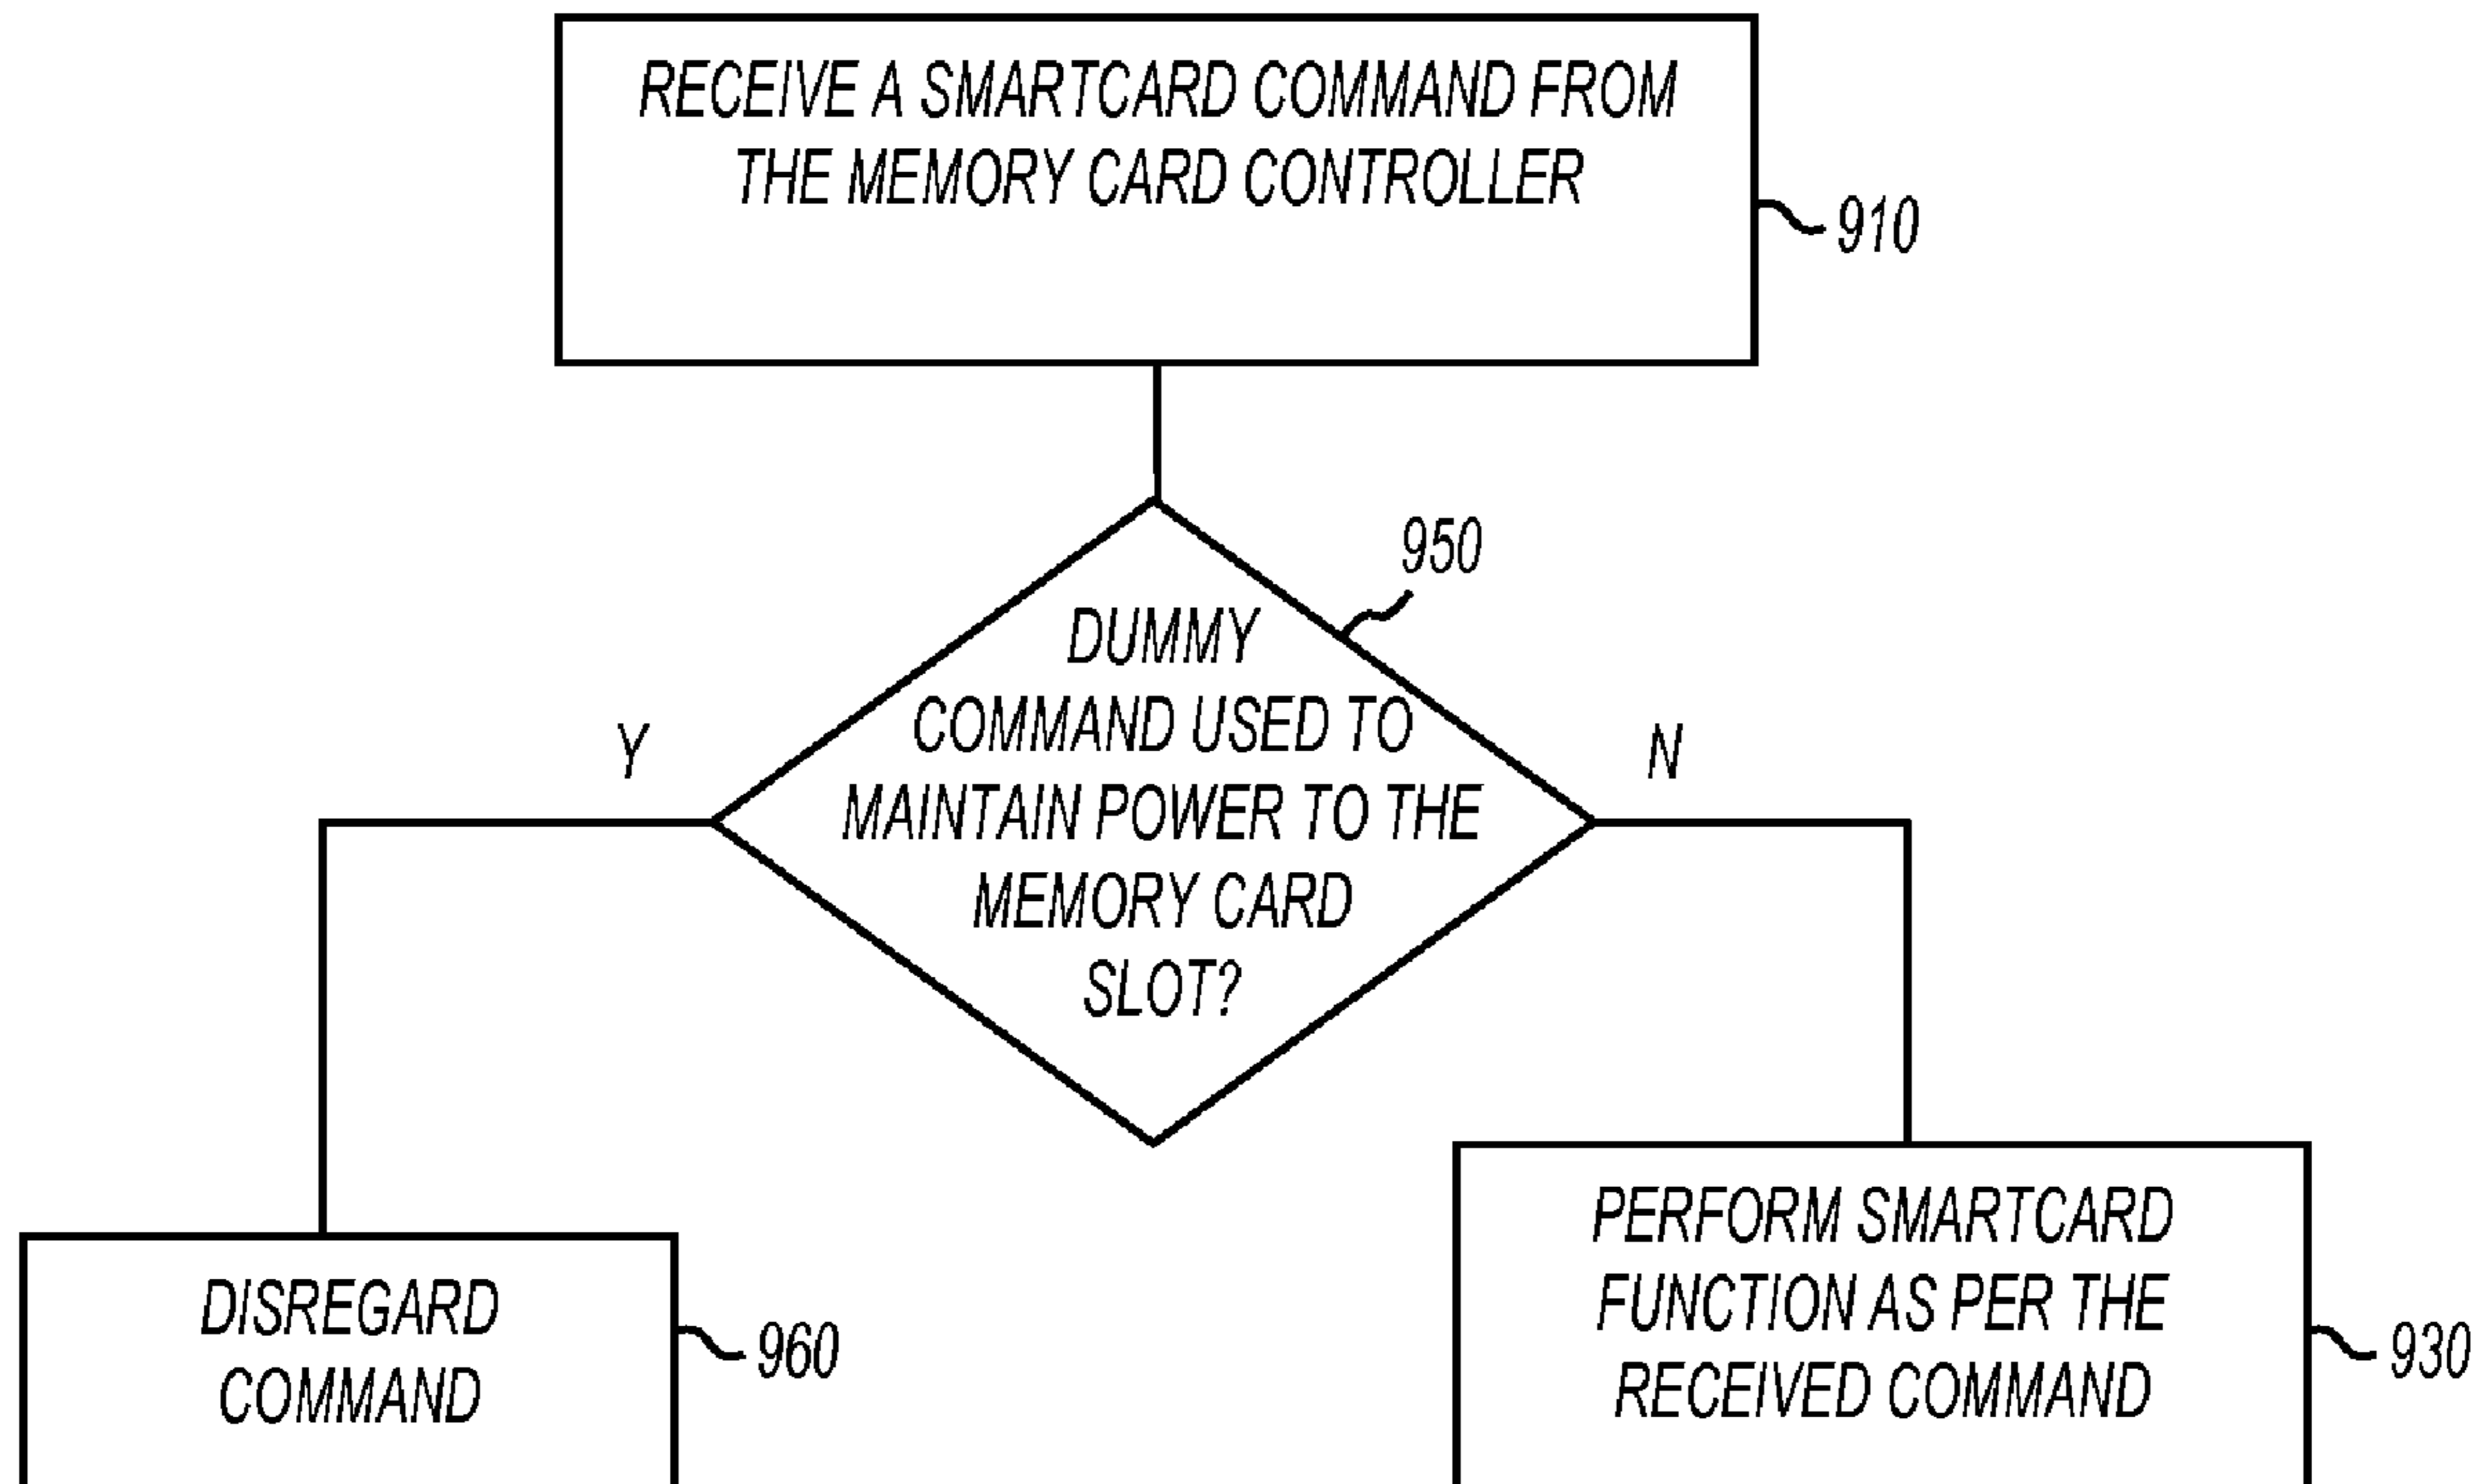 RECEIVE A SMARTCARD COMMAND FROM
THE MEMORY CARD CONTROLLER
910
950
DUMMY
COMMAND USED TO
MAINTAIN POWER TO THE
MEMORY CARD
SLOT?
Y
N
DISREGARD
COMMAND
960
PERFORM SMARTCARD
FUNCTION AS PER THE
RECEIVED COMMAND
930